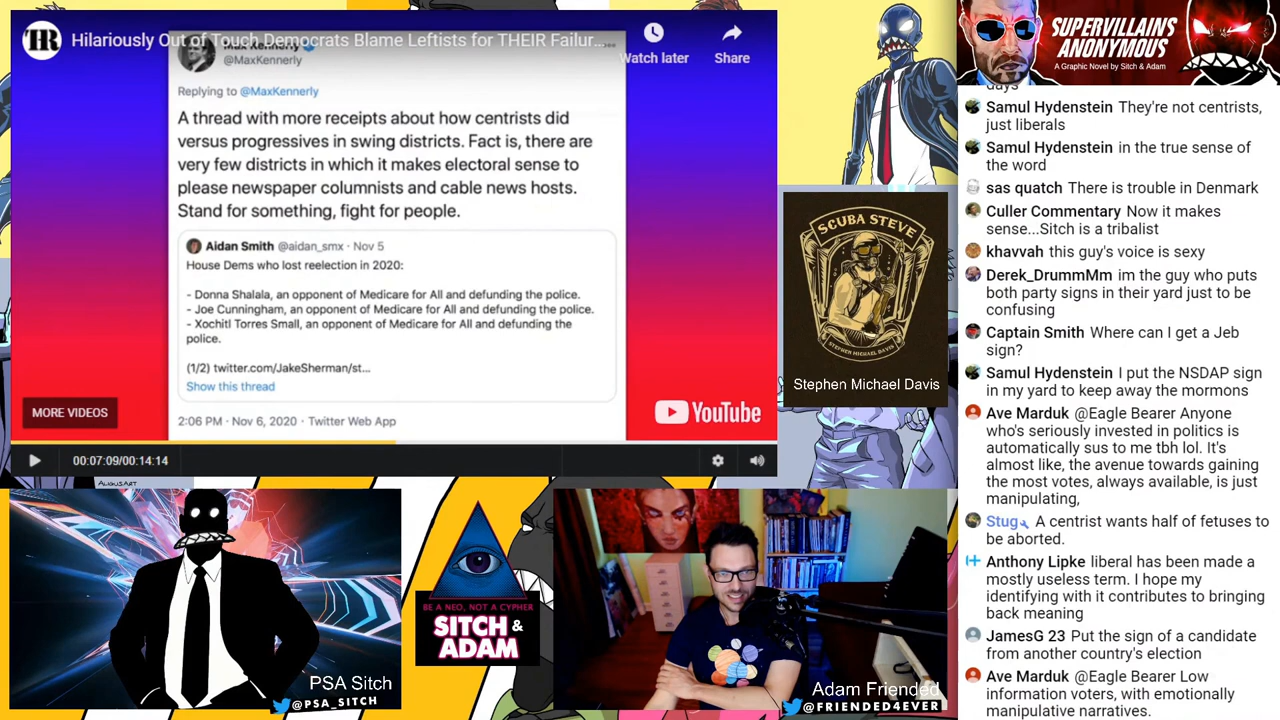 Hilariously Out of Touch Democrats Blame Leftists for THEIR Failur...
Watch later
Share
Max Kennerly
@MaxKennerly
Replying to @MaxKennerly
A thread with more receipts about how centrists did
versus progressives in swing districts. Fact is, there are
very few districts in which it makes electoral sense to
please newspaper columnists and cable news hosts.
Stand for something, fight for people.
Aidan Smith @aidan_smx · Nov 5
House Dems who lost reelection in 2020:
- Donna Shalala, an opponent of Medicare for All and defunding the police.
- Joe Cunningham, an opponent of Medicare for All and defunding the police.
- Xochitl Torres Small, an opponent of Medicare for All and defunding the
police.
(1/2) twitter.com/JakeSherman/st...
Show this thread
2:06 PM · Nov 6, 2020 · Twitter Web App
MORE VIDEOS
YouTube
00:07:09/00:14:14
AUGUSART
SCUBA STEVE
STEPHEN MICHAEL DAVIS
Stephen Michael Davis
PSA Sitch
@PSA_SITCH
BE A NEO, NOT A CYPHER
SITCH &
ADAM
Adam Friended
@FRIENDED4EVER
SUPERVILLAINS
ANONYMOUS
A Graphic Novel by Sitch & Adam
days
Samul Hydenstein They're not centrists,
just liberals
Samul Hydenstein in the true sense of
the word
sas quatch There is trouble in Denmark
Culler Commentary Now it makes
sense...Sitch is a tribalist
khavvah this guy's voice is sexy
Derek_DrumMm im the guy who puts
both party signs in their yard just to be
confusing
Captain Smith Where can I get a Jeb
sign?
Samul Hydenstein I put the NSDAP sign
in my yard to keep away the mormons
Ave Marduk @Eagle Bearer Anyone
who's seriously invested in politics is
automatically sus to me tbh lol. It's
almost like, the avenue towards gaining
the most votes, always available, is just
manipulating,
Stug A centrist wants half of fetuses to
be aborted.
Anthony Lipke liberal has been made a
mostly useless term. I hope my
identifying with it contributes to bringing
back meaning
JamesG 23 Put the sign of a candidate
from another country's election
Ave Marduk @Eagle Bearer Low
information voters, with emotionally
manipulative narratives.